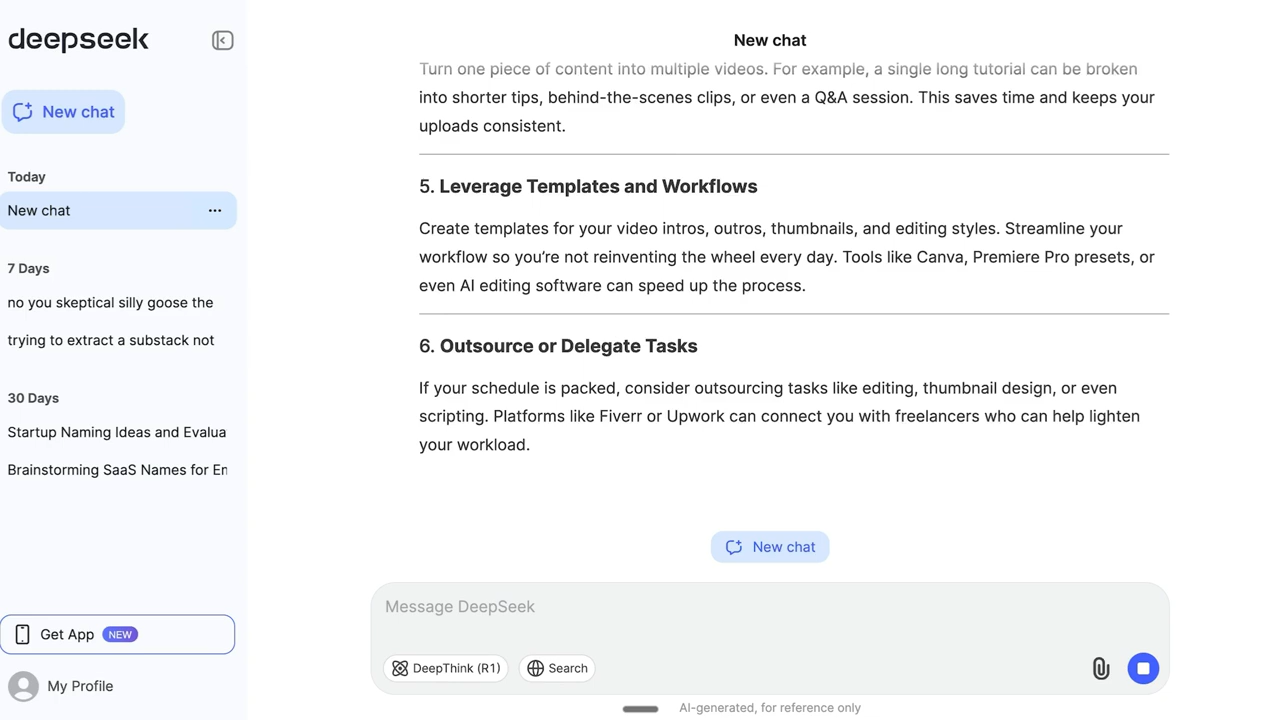 deepseek
New chat
Today
New chat
7 Days
no you skeptical silly goose the
trying to extract a substack not
30 Days
Startup Naming Ideas and Evalua
Brainstorming SaaS Names for En
Get App NEW
My Profile
New chat
Turn one piece of content into multiple videos. For example, a single long tutorial can be broken
into shorter tips, behind-the-scenes clips, or even a Q&A session. This saves time and keeps your
uploads consistent.
5. Leverage Templates and Workflows
Create templates for your video intros, outros, thumbnails, and editing styles. Streamline your
workflow so you’re not reinventing the wheel every day. Tools like Canva, Premiere Pro presets, or
even AI editing software can speed up the process.
6. Outsource or Delegate Tasks
If your schedule is packed, consider outsourcing tasks like editing, thumbnail design, or even
scripting. Platforms like Fiverr or Upwork can connect you with freelancers who can help lighten
your workload.
New chat
Message DeepSeek
DeepThink (R1) Search
AI-generated, for reference only